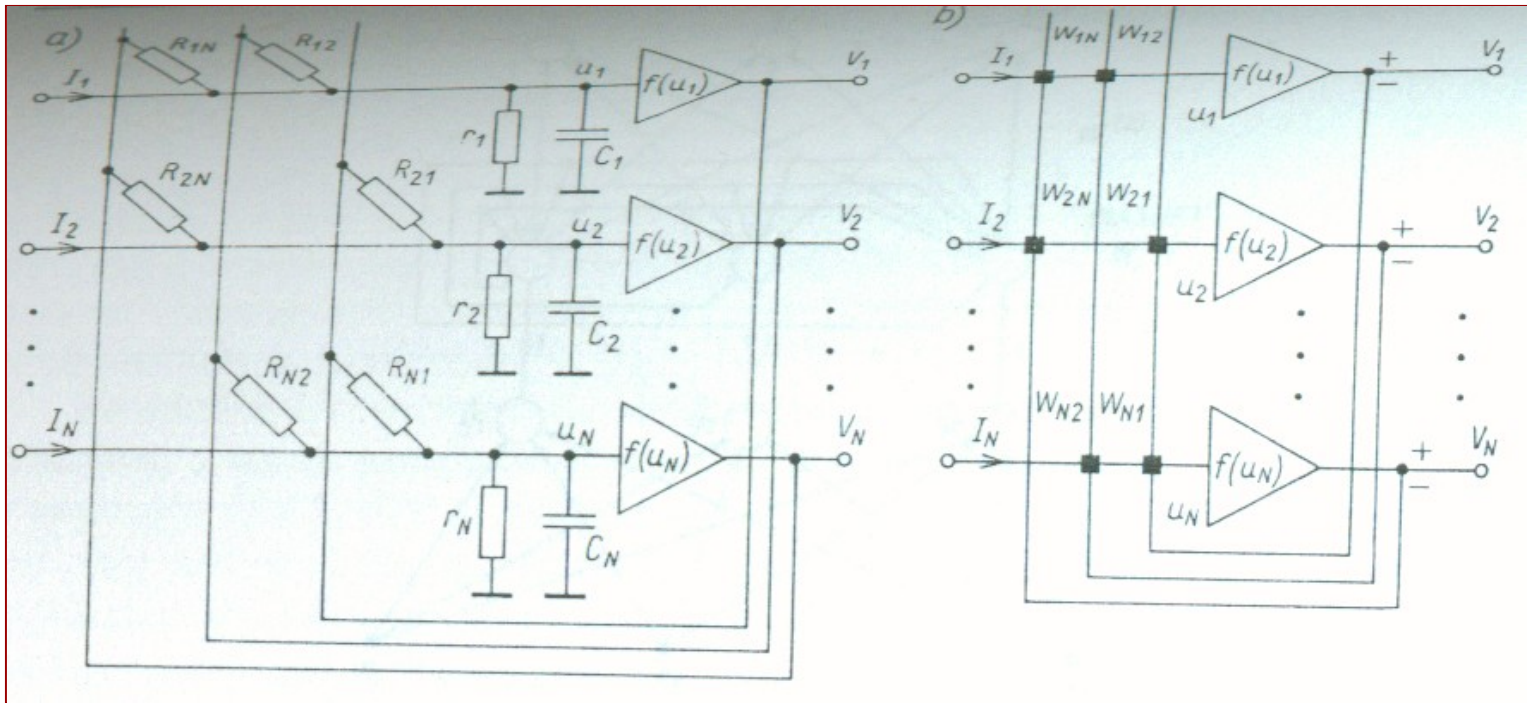 a)
R1N R12
I1 u1 f(u1) V1
r1 C1
R2N R21
I2 u2 f(u2) V2
r2 C2
RN2 RN1
IN uN f(uN) VN
rN CN
b)
W1N W12
I1 f(u1) + − V1
u1
W2N W21
I2 f(u2) + − V2
u2
WN2 WN1
IN f(uN) + − VN
uN